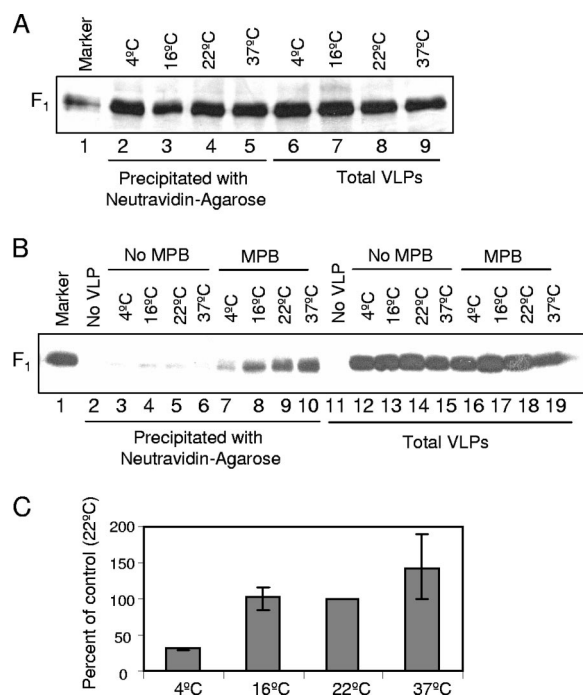 A
Marker 4ºC 16ºC 22ºC 37ºC 4ºC 16ºC 22ºC 37ºC
F1
1 2 3 4 5 6 7 8 9
Precipitated with Neutravidin-Agarose
Total VLPs
B
No MPB MPB No MPB MPB
Marker No VLP 4ºC 16ºC 22ºC 37ºC 4ºC 16ºC 22ºC 37ºC No VLP 4ºC 16ºC 22ºC 37ºC 4ºC 16ºC 22ºC 37ºC
F1
1 2 3 4 5 6 7 8 9 10 11 12 13 14 15 16 17 18 19
Precipitated with Neutravidin-Agarose
Total VLPs
C
Percent of control (22ºC)
200
150
100
50
0
4ºC 16ºC 22ºC 37ºC